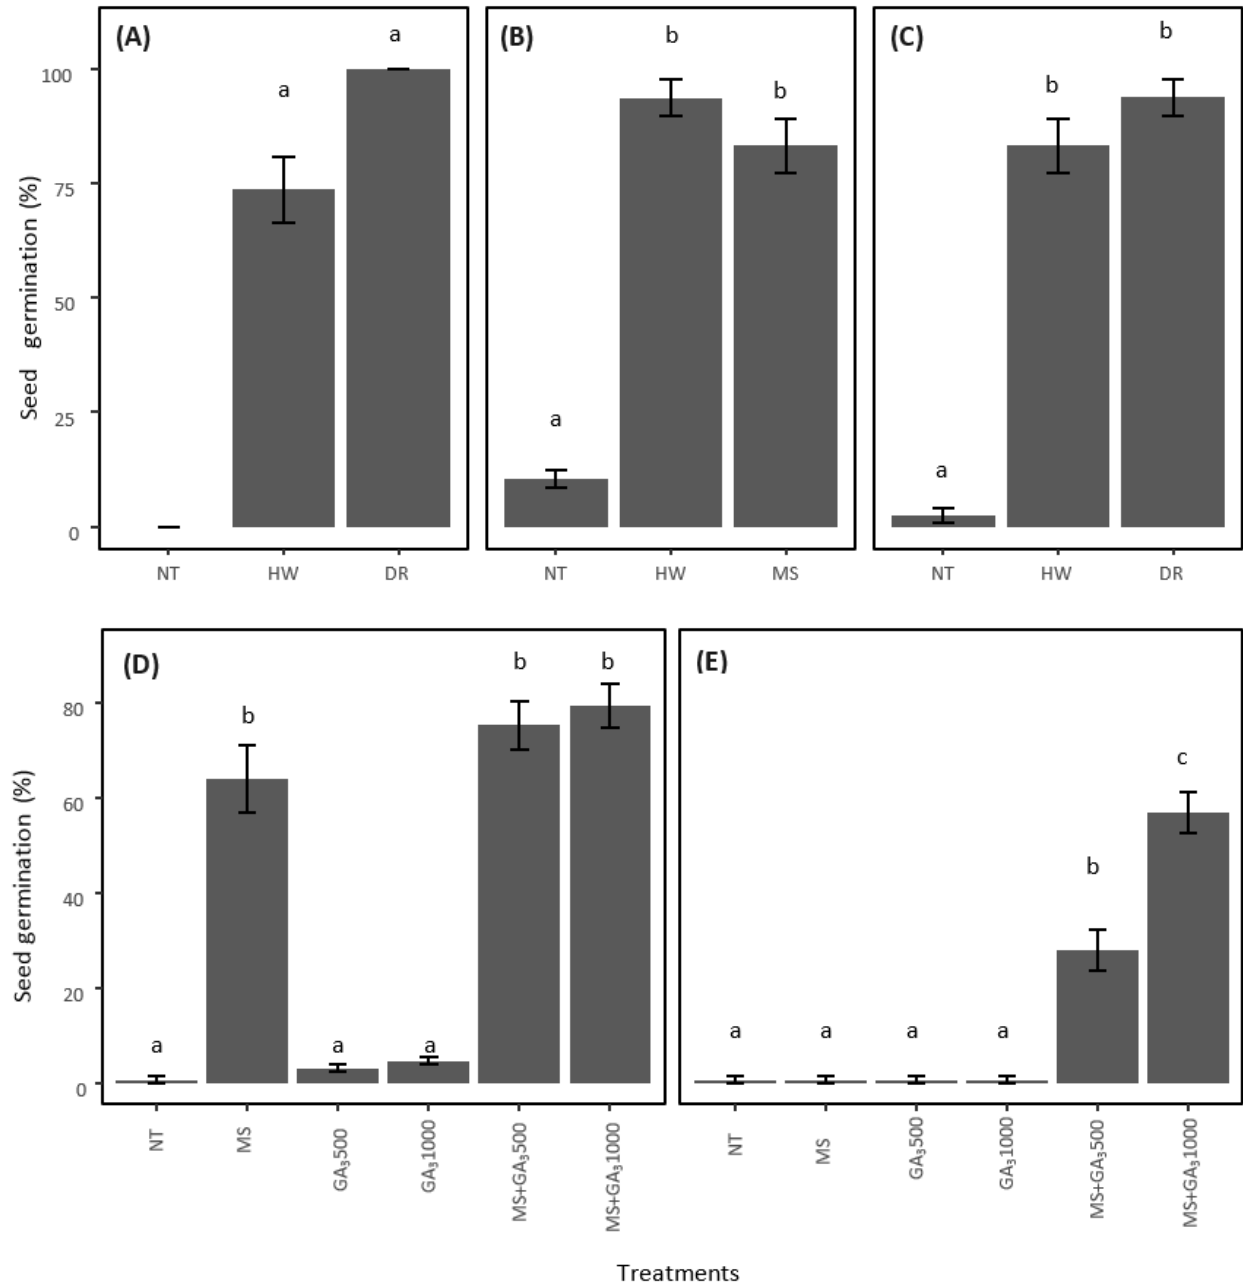 (A)
a
a
(B)
b
b
a
(C)
b
b
a
100
75
50
25
0
Seed germination (%)
NT HW DR
NT HW MS
NT HW DR
(D)
b
b
b
a
a
a
(E)
c
b
a a a a
80
60
40
20
0
Seed germination (%)
NT
MS
GA₃500
GA₃1000
MS+GA₃500
MS+GA₃1000
NT
MS
GA₃500
GA₃1000
MS+GA₃500
MS+GA₃1000
Treatments